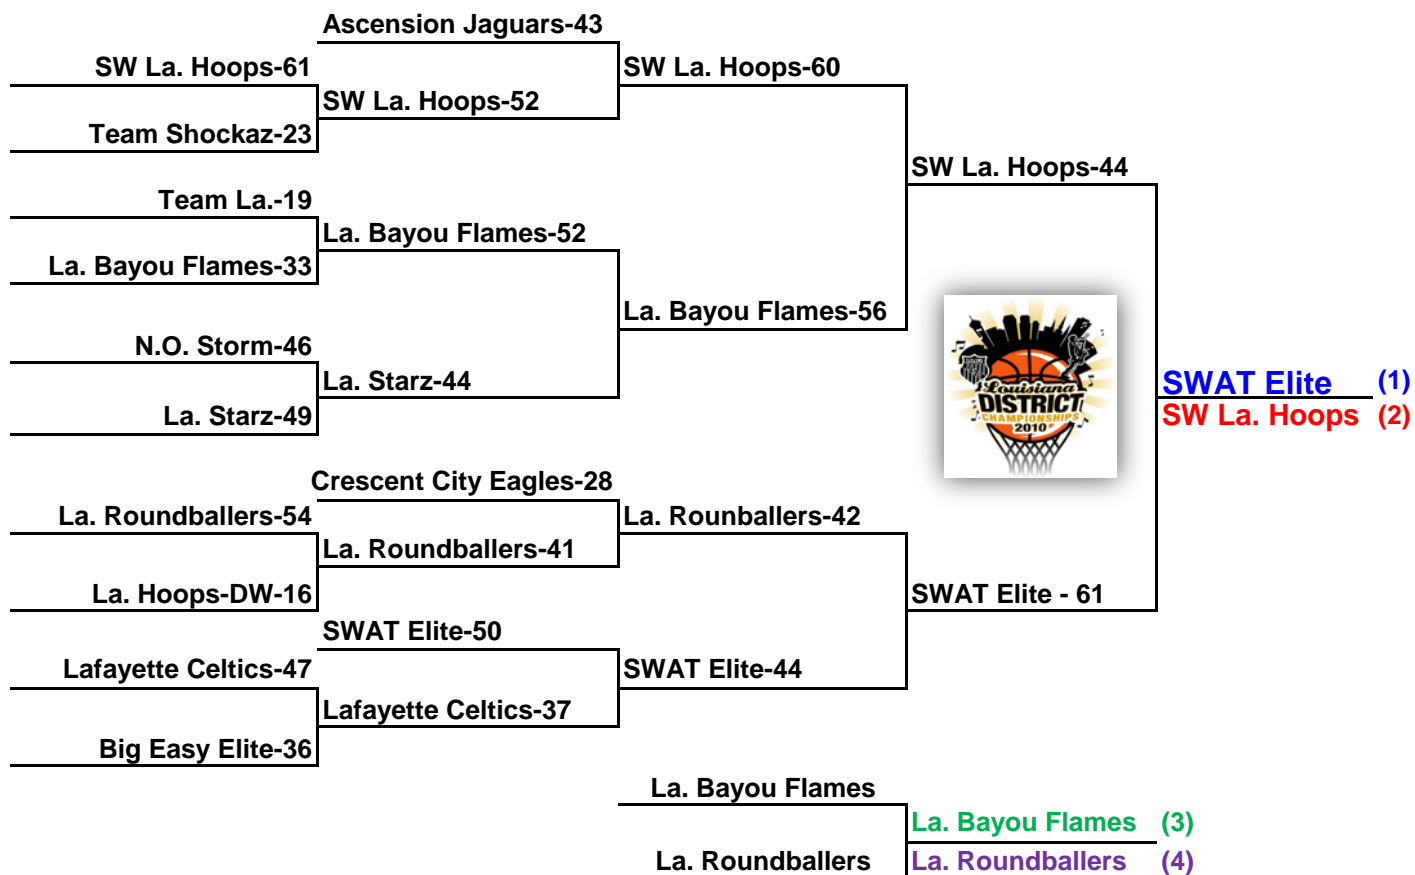 Ascension Jaguars-43
SW La. Hoops-61
SW La. Hoops-60
SW La. Hoops-52
Team Shockaz-23
SW La. Hoops-44
Team La.-19
La. Bayou Flames-52
La. Bayou Flames-33
La. Bayou Flames-56
N.O. Storm-46
La. Starz-44
La. Starz-49
Louisiana
DISTRICT
CHAMPIONSHIPS
2010
SWAT Elite (1)
SW La. Hoops (2)
Crescent City Eagles-28
La. Roundballers-54
La. Rounballers-42
La. Roundballers-41
La. Hoops-DW-16
SWAT Elite - 61
SWAT Elite-50
Lafayette Celtics-47
SWAT Elite-44
Lafayette Celtics-37
Big Easy Elite-36
La. Bayou Flames
La. Bayou Flames (3)
La. Roundballers
La. Roundballers (4)